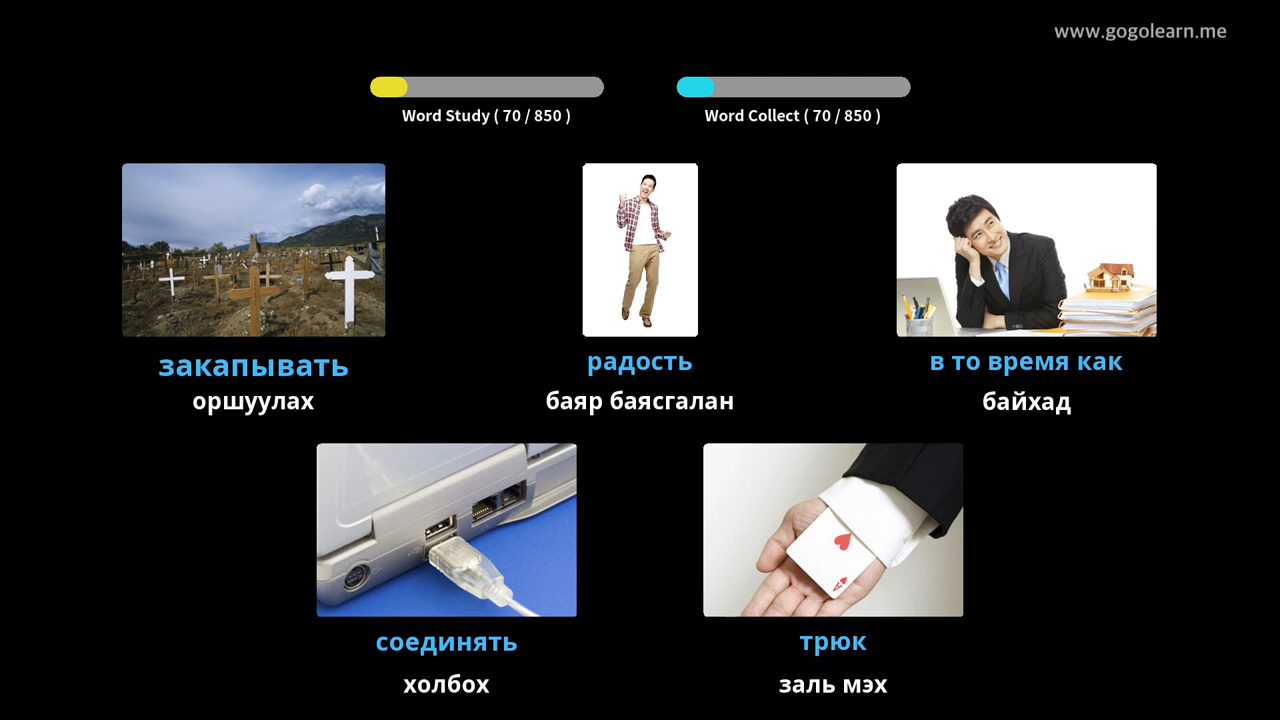 www.gogolearn.me
Word Study ( 70 / 850 )
Word Collect ( 70 / 850 )
закапывать
оршуулах
радость
баяр баясгалан
в то время как
байхад
соединять
холбох
трюк
заль мэх